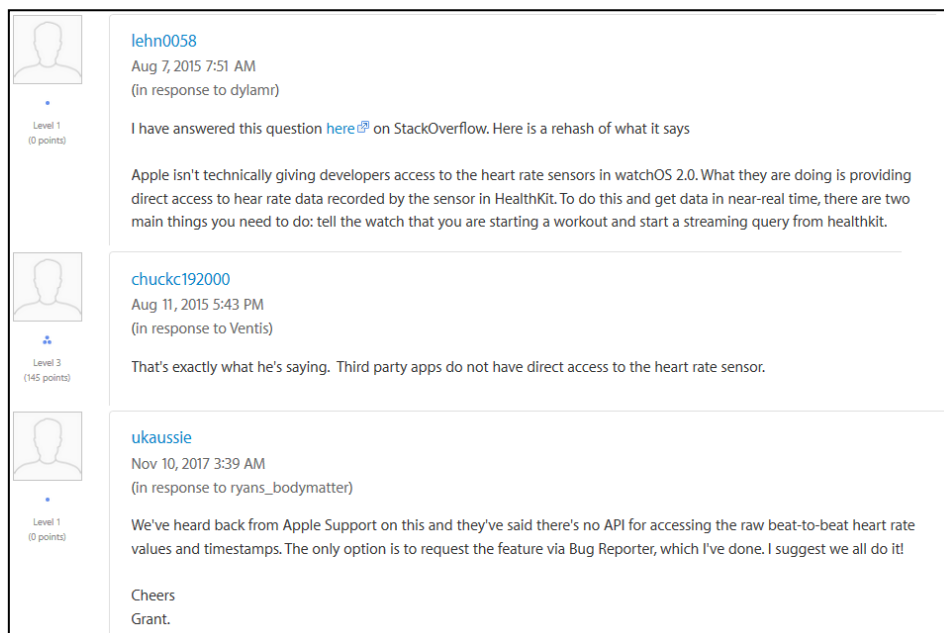 lehn0058
Aug 7, 2015 7:51 AM
(in response to dylamr)
Level 1
(0 points)
I have answered this question here on StackOverflow. Here is a rehash of what it says
Apple isn't technically giving developers access to the heart rate sensors in watchOS 2.0. What they are doing is providing
direct access to hear rate data recorded by the sensor in HealthKit. To do this and get data in near-real time, there are two
main things you need to do: tell the watch that you are starting a workout and start a streaming query from healthkit.
chuckc192000
Aug 11, 2015 5:43 PM
(in response to Ventis)
Level 3
(145 points)
That's exactly what he's saying. Third party apps do not have direct access to the heart rate sensor.
ukaussie
Nov 10, 2017 3:39 AM
(in response to ryans_bodymatter)
Level 1
(0 points)
We've heard back from Apple Support on this and they've said there's no API for accessing the raw beat-to-beat heart rate
values and timestamps. The only option is to request the feature via Bug Reporter, which I've done. I suggest we all do it!
Cheers
Grant.